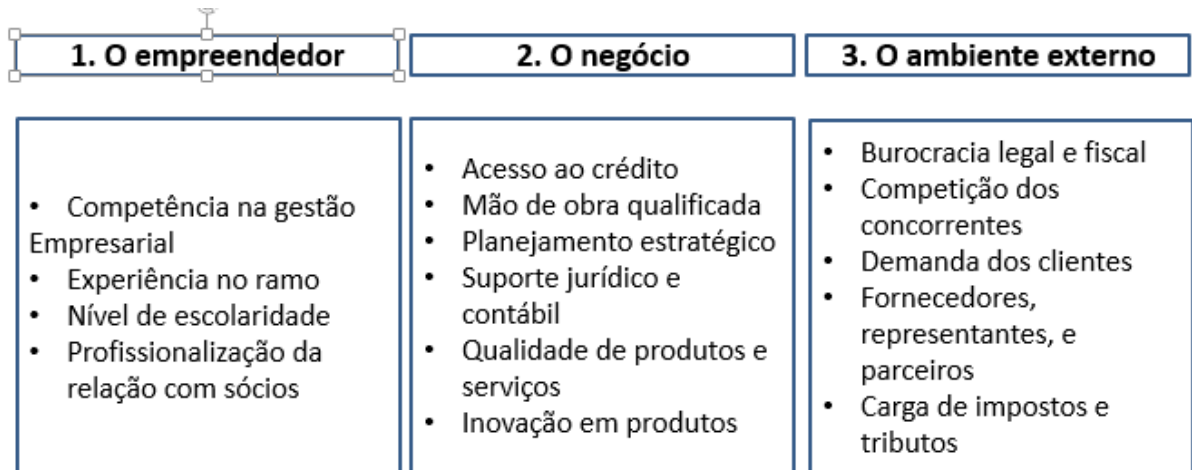 1. O empreendedor
2. O negócio
3. O ambiente externo
• Competência na gestão
Empresarial
• Experiência no ramo
• Nível de escolaridade
• Profissionalização da
relação com sócios
• Acesso ao crédito
• Mão de obra qualificada
• Planejamento estratégico
• Suporte jurídico e
contábil
• Qualidade de produtos e
serviços
• Inovação em produtos
• Burocracia legal e fiscal
• Competição dos
concorrentes
• Demanda dos clientes
• Fornecedores,
representantes, e
parceiros
• Carga de impostos e
tributos